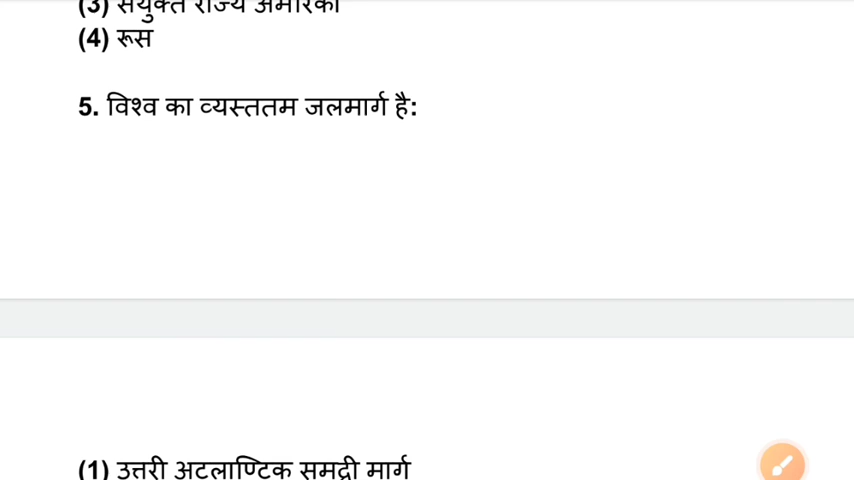 (3) संयुक्त राज्य अमेरिका
(4) रूस
5. विश्व का व्यस्ततम जलमार्ग है:
(1) उत्तरी अटलाण्टिक समुद्री मार्ग